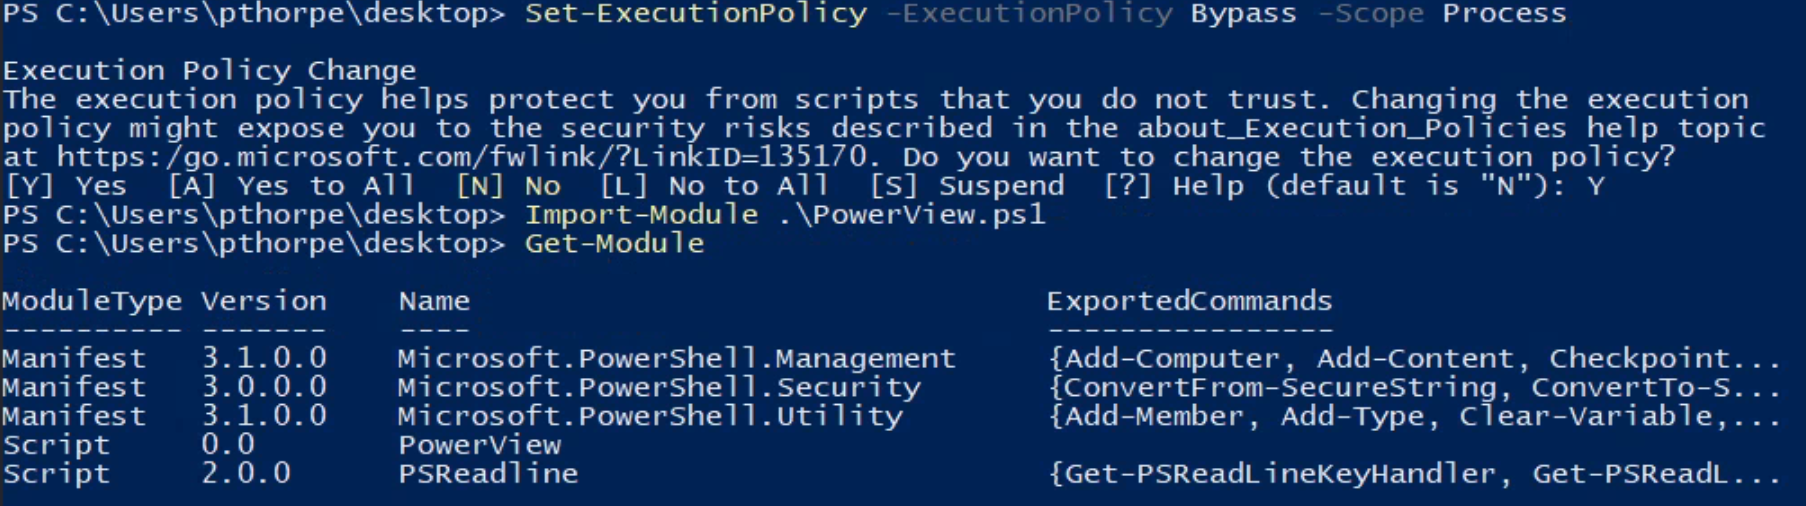 PS C:\Users\pthorpe\desktop> Set-ExecutionPolicy -ExecutionPolicy Bypass -Scope Process
Execution Policy Change
The execution policy helps protect you from scripts that you do not trust. Changing the execution
policy might expose you to the security risks described in the about_Execution_Policies help topic
at https:/go.microsoft.com/fwlink/?LinkID=135170. Do you want to change the execution policy?
[Y] Yes  [A] Yes to All  [N] No  [L] No to All  [S] Suspend  [?] Help (default is "N"): Y
PS C:\Users\pthorpe\desktop> Import-Module .\PowerView.ps1
PS C:\Users\pthorpe\desktop> Get-Module
ModuleType Version    Name                                ExportedCommands
---------- -------    ----                                ----------------
Manifest   3.1.0.0    Microsoft.PowerShell.Management     {Add-Computer, Add-Content, Checkpoint...
Manifest   3.0.0.0    Microsoft.PowerShell.Security       {ConvertFrom-SecureString, ConvertTo-S...
Manifest   3.1.0.0    Microsoft.PowerShell.Utility        {Add-Member, Add-Type, Clear-Variable,...
Script     0.0        PowerView
Script     2.0.0      PSReadline                          {Get-PSReadLineKeyHandler, Get-PSReadL...